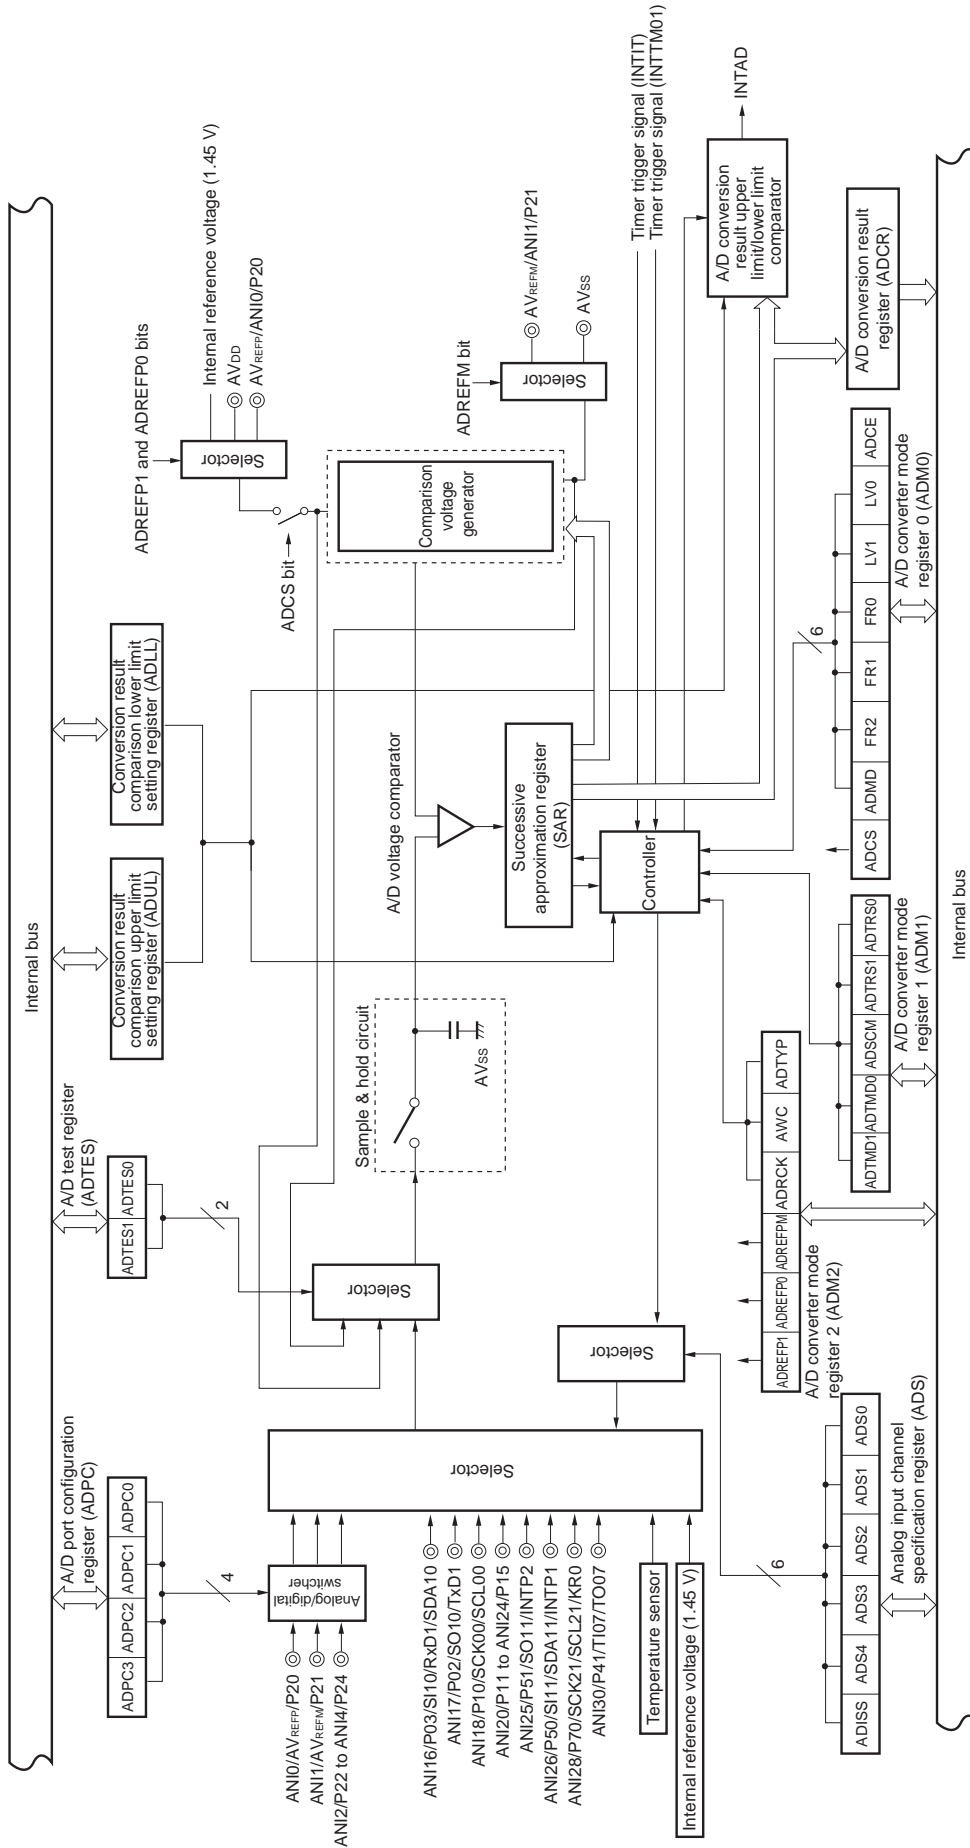 Internal bus
A/D port configuration
register (ADPC)
ADPC3 ADPC2 ADPC1 ADPC0
4
A/D test register
(ADTES)
ADTES1 ADTES0
2
Conversion result
comparison upper limit
setting register (ADUL)
Conversion result
comparison lower limit
setting register (ADLL)
ADREFP1 and ADREFP0 bits
Selector
Internal reference voltage (1.45 V)
AVDD
AVREFP/ANI0/P20
ADCS bit
Comparison
voltage
generator
ADREFM bit
Selector
AVREFM/ANI1/P21
AVSS
ANI0/AVREFP/P20
ANI1/AVREFM/P21
ANI2/P22 to ANI4/P24
Analog/digital
switcher
ANI16/P03/SI10/RxD1/SDA10
ANI17/P02/SO10/TxD1
ANI18/P10/SCK00/SCL00
ANI20/P11 to ANI24/P15
ANI25/P51/SO11/INTP2
ANI26/P50/SI11/SDA11/INTP1
ANI28/P70/SCK21/SCL21/KR0
ANI30/P41/TI07/TO07
Temperature sensor
Internal reference voltage (1.45 V)
Selector
Selector
Sample & hold circuit
AVSS
A/D voltage comparator
Successive
approximation register
(SAR)
Controller
Selector
Timer trigger signal (INTIT)
Timer trigger signal (INTTM01)
A/D conversion
result upper
limit/lower limit
comparator
INTAD
ADREFP1 ADREFP0 ADREFPM ADRCK AWC ADTYP
A/D converter mode
register 2 (ADM2)
6
ADISS ADS4 ADS3 ADS2 ADS1 ADS0
Analog input channel
specification register (ADS)
ADTMD1 ADTMD0 ADSCM ADTRS1 ADTRS0
A/D converter mode
register 1 (ADM1)
6
ADCS ADMD FR2 FR1 FR0 LV1 LV0 ADCE
A/D converter mode
register 0 (ADM0)
A/D conversion result
register (ADCR)
Internal bus